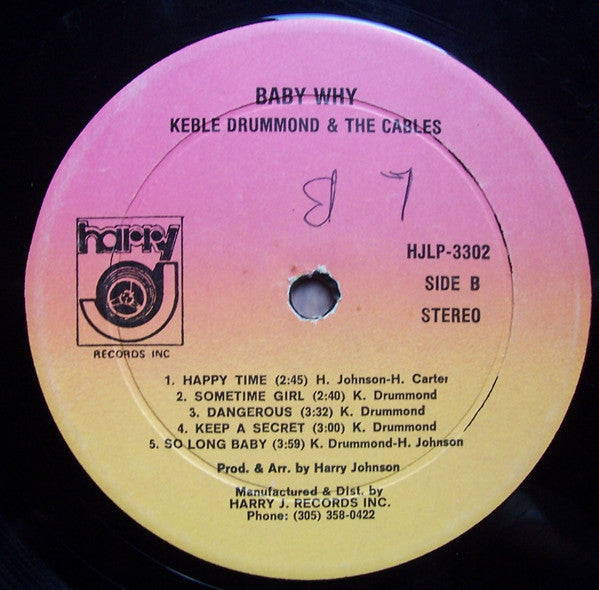 BABY WHY
KEBLE DRUMMOND & THE CABLES
harry J
RECORDS INC
HJLP-3302
SIDE B
STEREO
1. HAPPY TIME (2:45) H. Johnson-H. Carter
2. SOMETIME GIRL (2:40) K. Drummond
3. DANGEROUS (3:32) K. Drummond
4. KEEP A SECRET (3:00) K. Drummond
5. SO LONG BABY (3:59) K. Drummond-H. Johnson
Prod. & Arr. by Harry Johnson
Manufactured & Dist. by
HARRY J. RECORDS INC.
Phone: (305) 358-0422